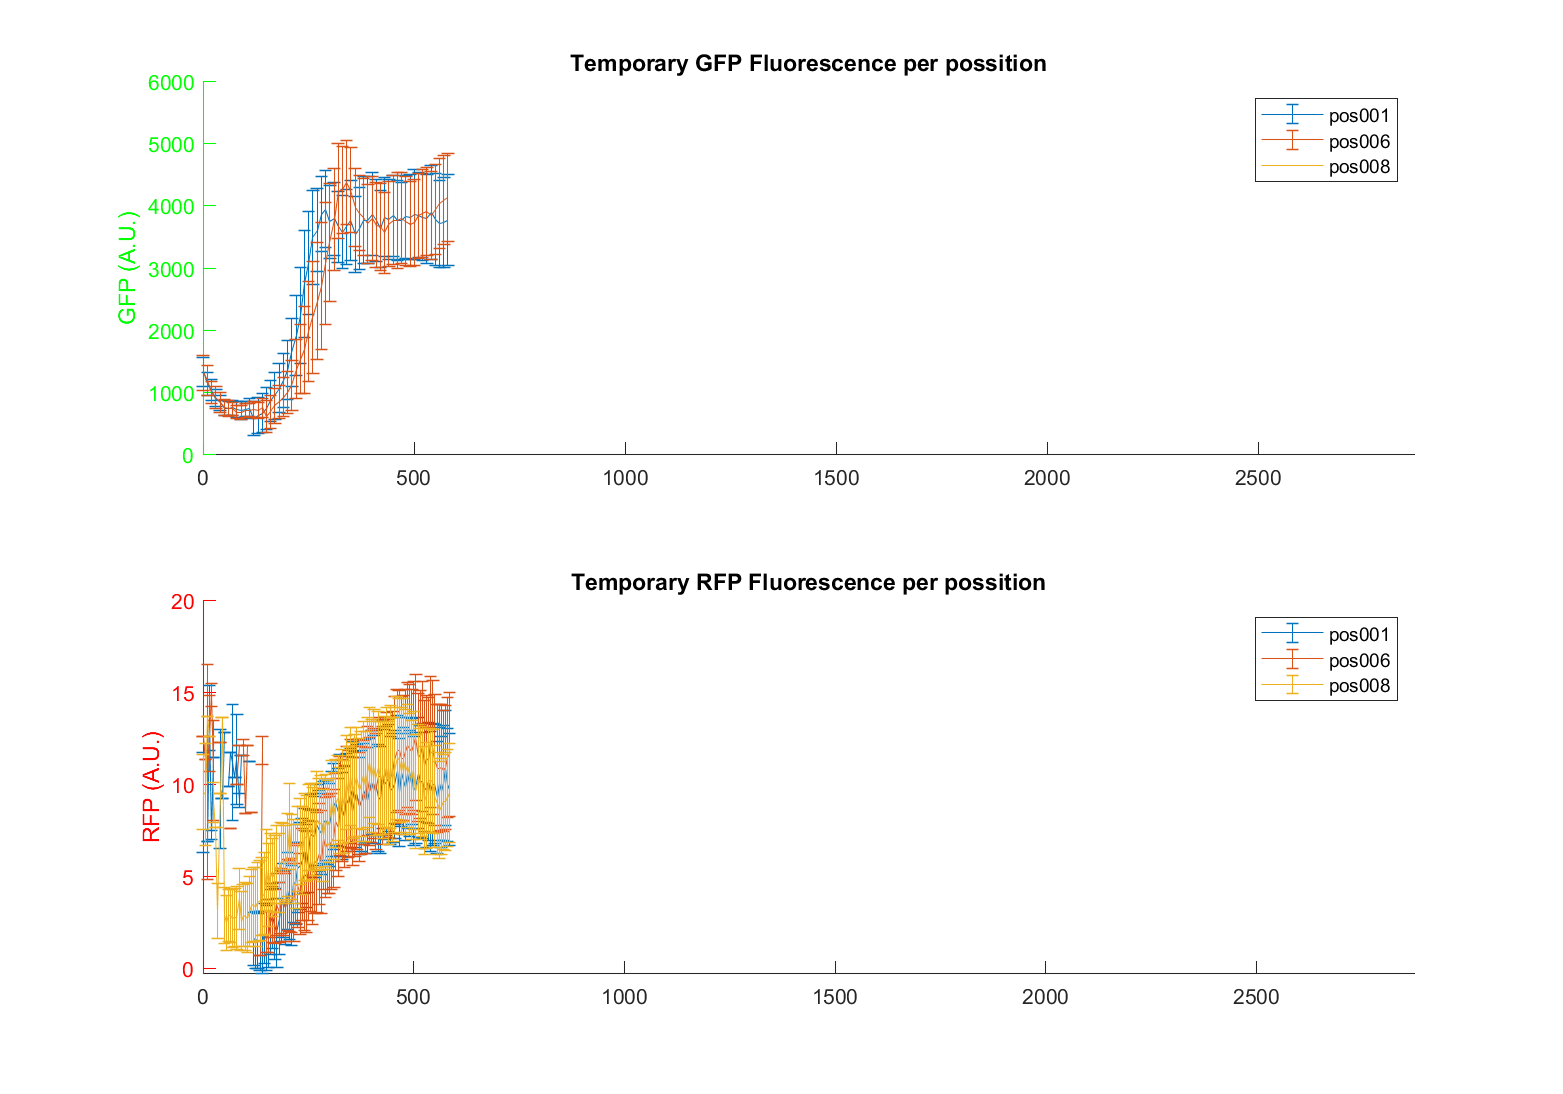 Temporary GFP Fluorescence per possition
6000
5000
4000
3000
2000
1000
0
GFP (A.U.)
0 500 1000 1500 2000 2500
pos001
pos006
pos008
Temporary RFP Fluorescence per possition
20
15
10
5
0
RFP (A.U.)
0 500 1000 1500 2000 2500
pos001
pos006
pos008